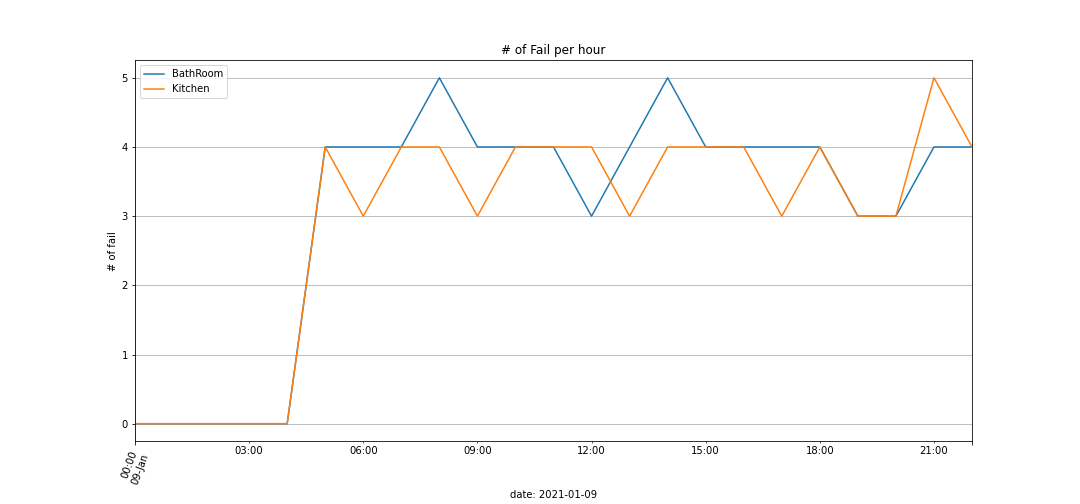 # of Fail per hour
BathRoom
Kitchen
# of fail
5
4
3
2
1
0
00:00
09-Jan
03:00
06:00
09:00
12:00
15:00
18:00
21:00
date: 2021-01-09